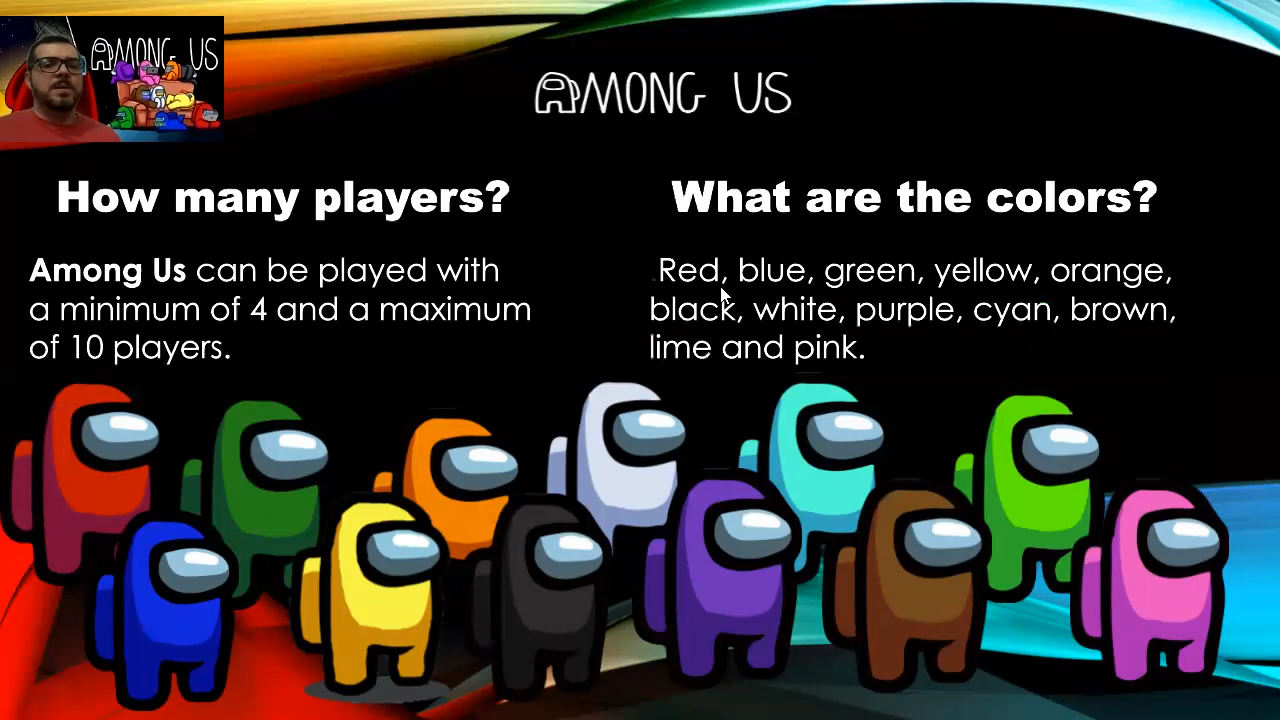 AMONG US
AMONG US
How many players?
Among Us can be played with
a minimum of 4 and a maximum
of 10 players.
What are the colors?
.Red, blue, green, yellow, orange,
black, white, purple, cyan, brown,
lime and pink.